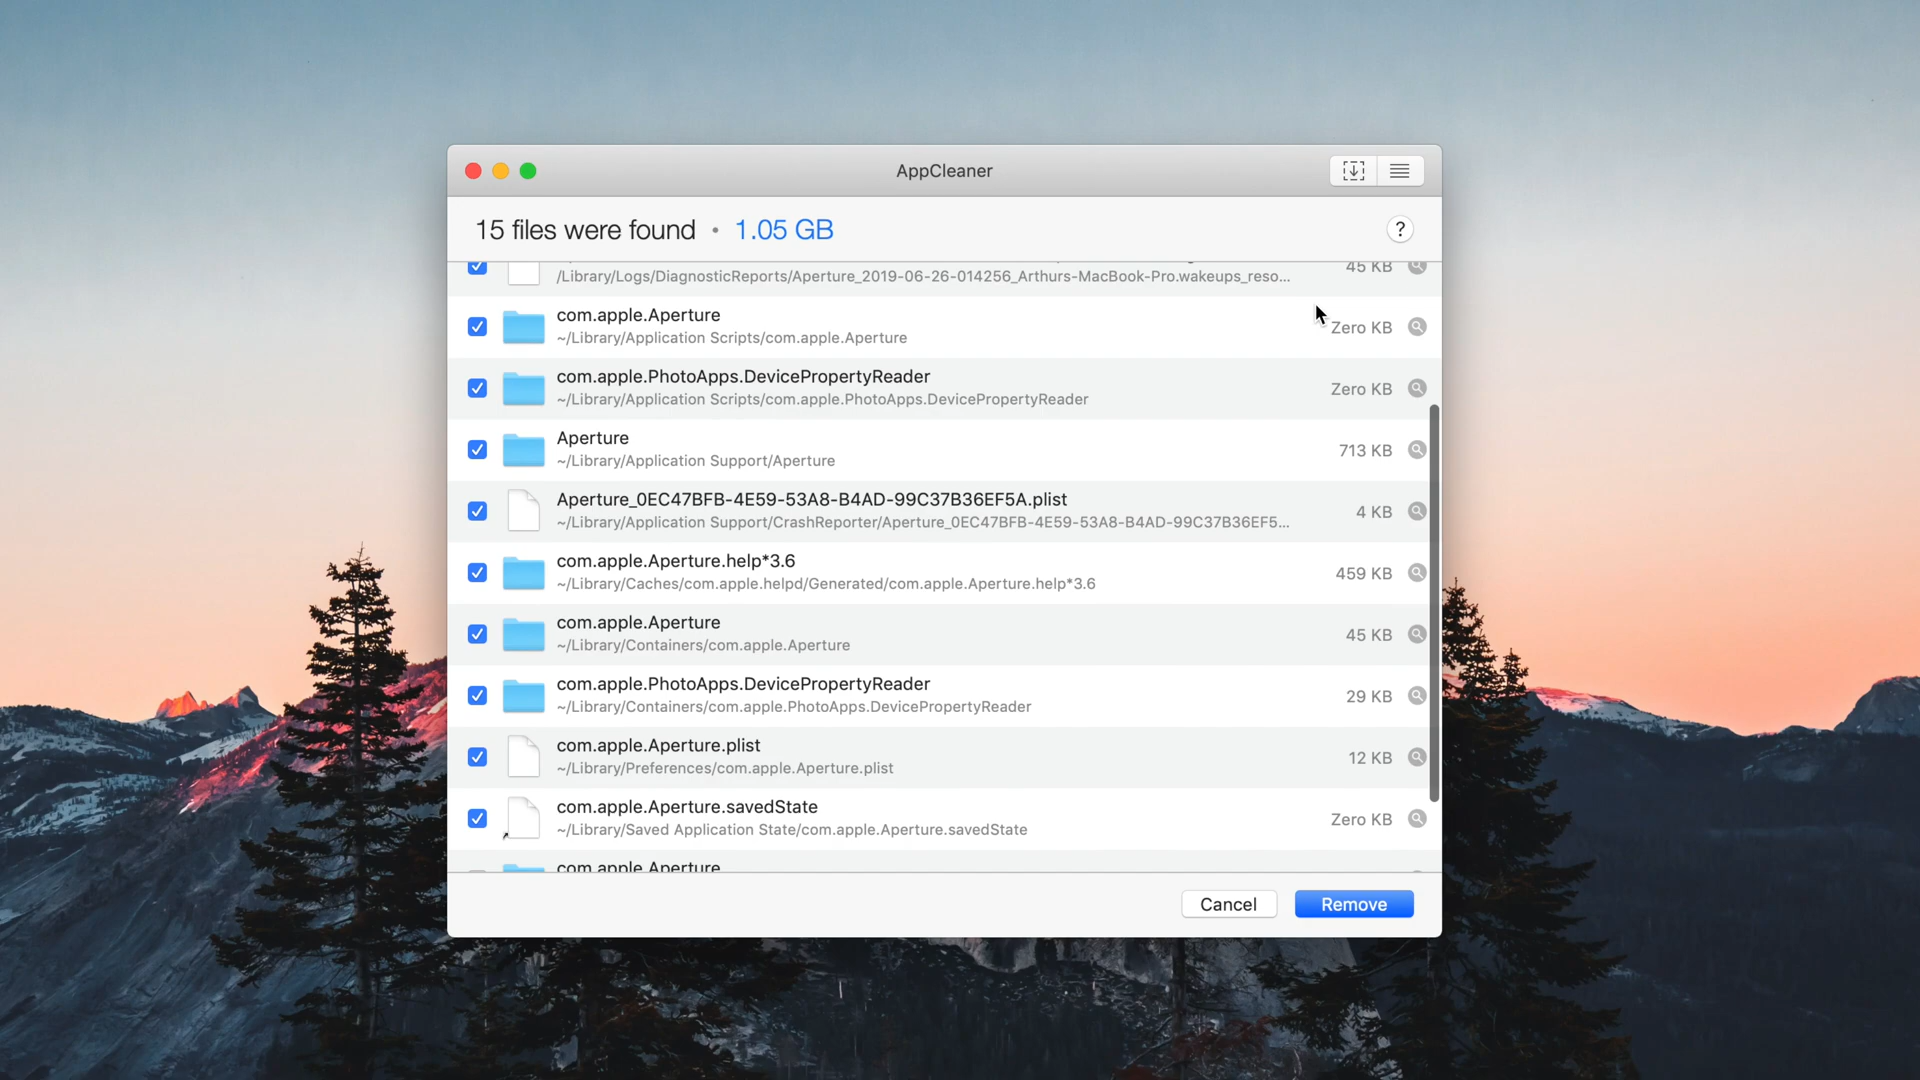 AppCleaner
15 files were found • 1.05 GB
?
/Library/Logs/DiagnosticReports/Aperture_2019-06-26-014256_Arthurs-MacBook-Pro.wakeups_reso...
45 KB
com.apple.Aperture
~/Library/Application Scripts/com.apple.Aperture
Zero KB
com.apple.PhotoApps.DevicePropertyReader
~/Library/Application Scripts/com.apple.PhotoApps.DevicePropertyReader
Zero KB
Aperture
~/Library/Application Support/Aperture
713 KB
Aperture_0EC47BFB-4E59-53A8-B4AD-99C37B36EF5A.plist
~/Library/Application Support/CrashReporter/Aperture_0EC47BFB-4E59-53A8-B4AD-99C37B36EF5...
4 KB
com.apple.Aperture.help*3.6
~/Library/Caches/com.apple.helpd/Generated/com.apple.Aperture.help*3.6
459 KB
com.apple.Aperture
~/Library/Containers/com.apple.Aperture
45 KB
com.apple.PhotoApps.DevicePropertyReader
~/Library/Containers/com.apple.PhotoApps.DevicePropertyReader
29 KB
com.apple.Aperture.plist
~/Library/Preferences/com.apple.Aperture.plist
12 KB
com.apple.Aperture.savedState
~/Library/Saved Application State/com.apple.Aperture.savedState
Zero KB
com.apple.Aperture
Cancel
Remove